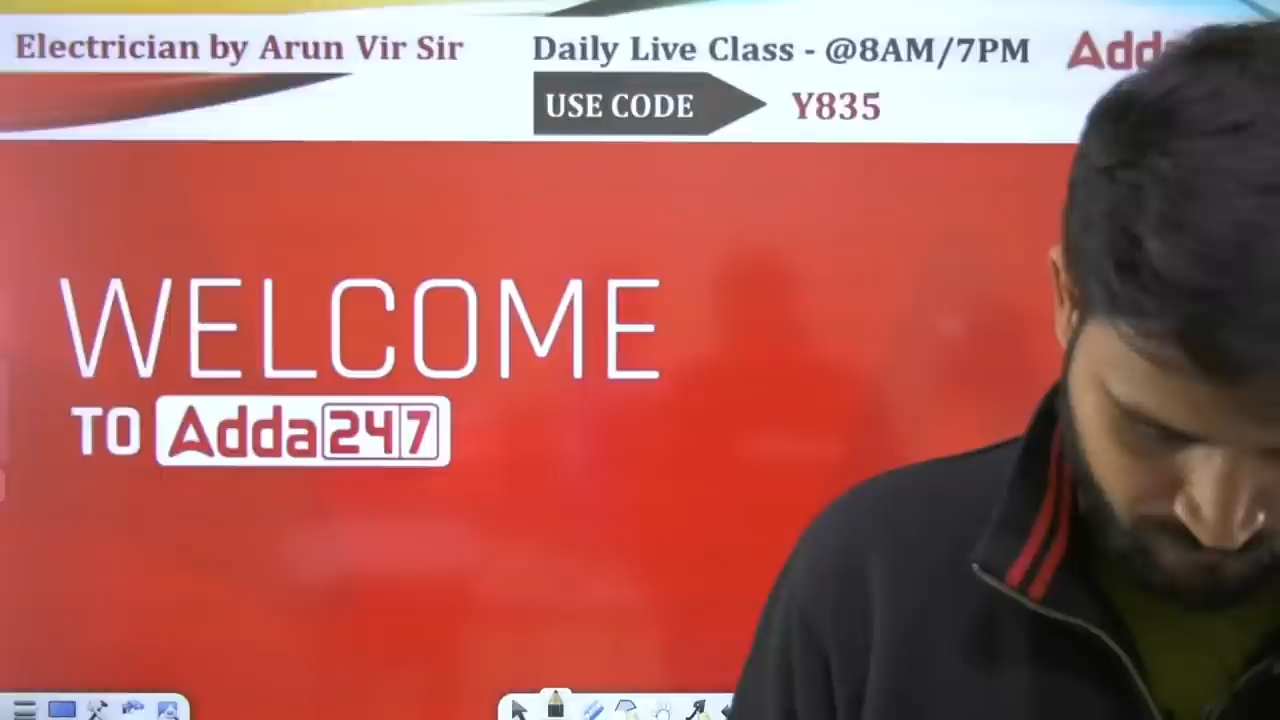 Electrician by Arun Vir Sir
Daily Live Class - @8AM/7PM
USE CODE Y835
WELCOME
TO Adda247